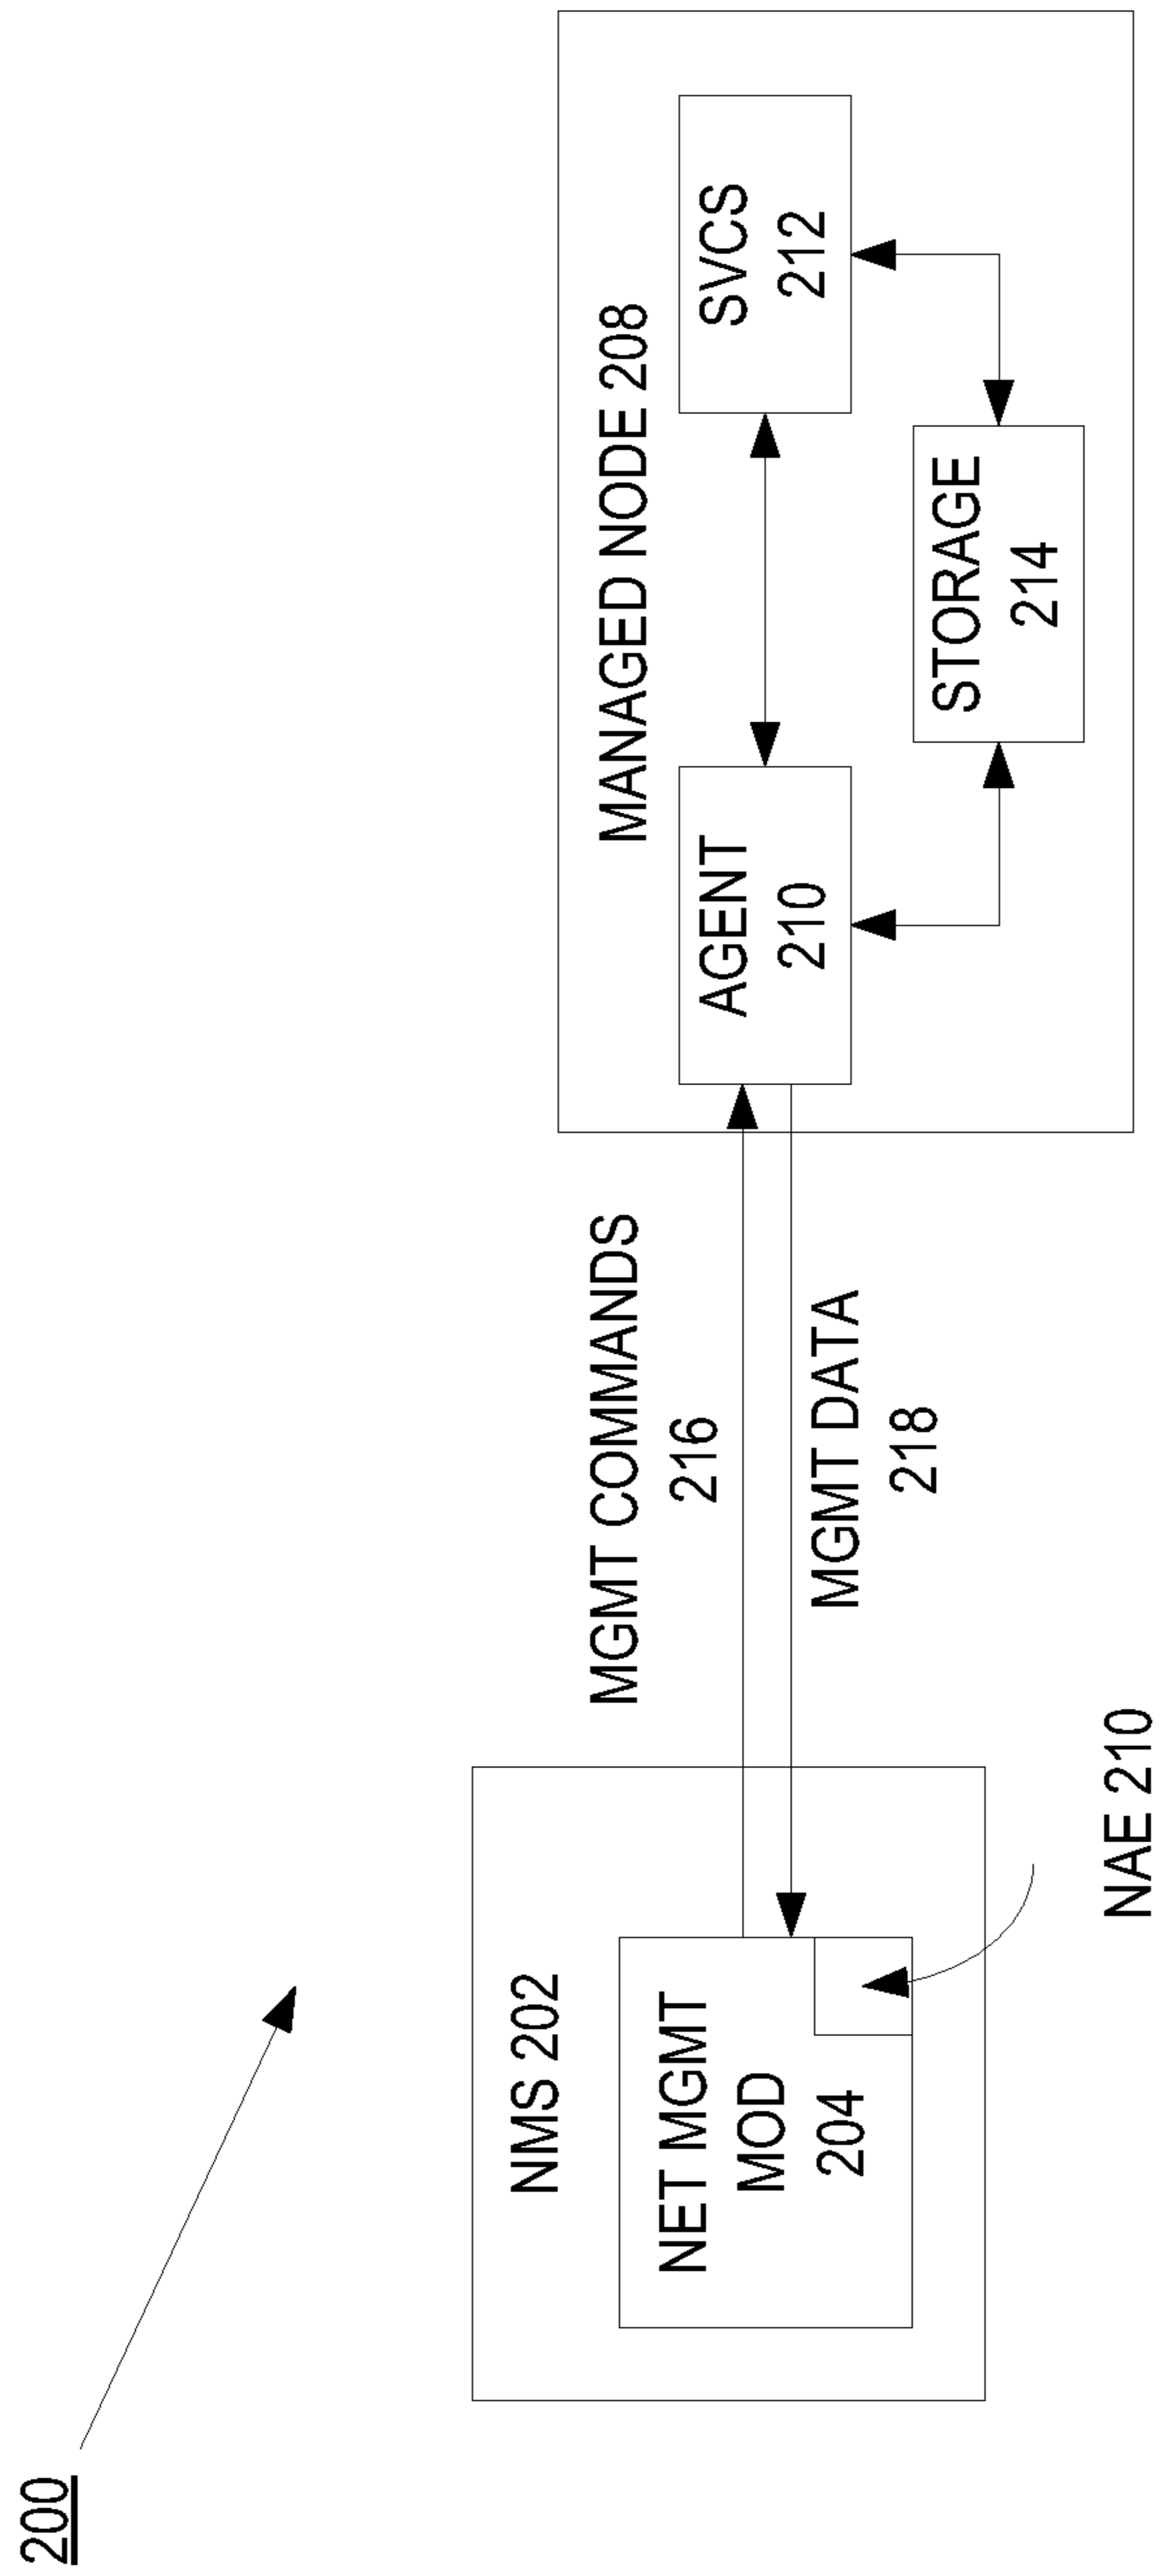 200
NMS 202
NET MGMT
MOD
204
NAE 210
MGMT COMMANDS
216
MGMT DATA
218
MANAGED NODE 208
AGENT
210
SVCS
212
STORAGE
214